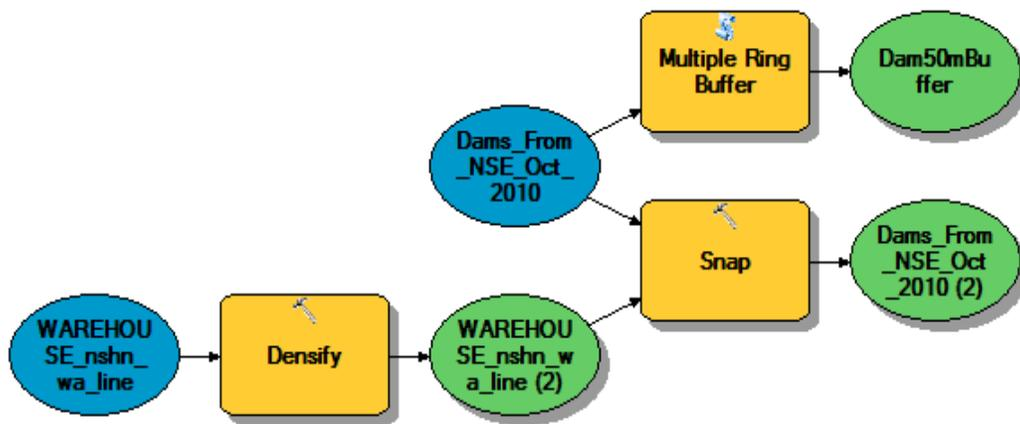 Multiple Ring
Buffer
Dam50mBu
ffer
Dams_From
_NSE_Oct_
2010
Snap
Dams_From
_NSE_Oct
_2010 (2)
WAREHOU
SE_nshn_
wa_line
Densify
WAREHOU
SE_nshn_w
a_line (2)